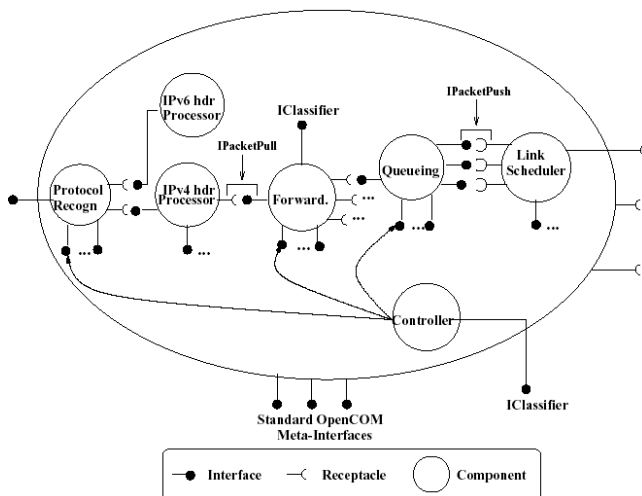 IPv6 hdr
Processor
IClassifier
IPacketPush
IPacketPull
Protocol
Recogn
IPv4 hdr
Processor
Forward.
Queueing
Link
Scheduler
...
...
...
...
...
...
...
Controller
IClassifier
Standard OpenCOM
Meta-Interfaces
Interface
Receptacle
Component